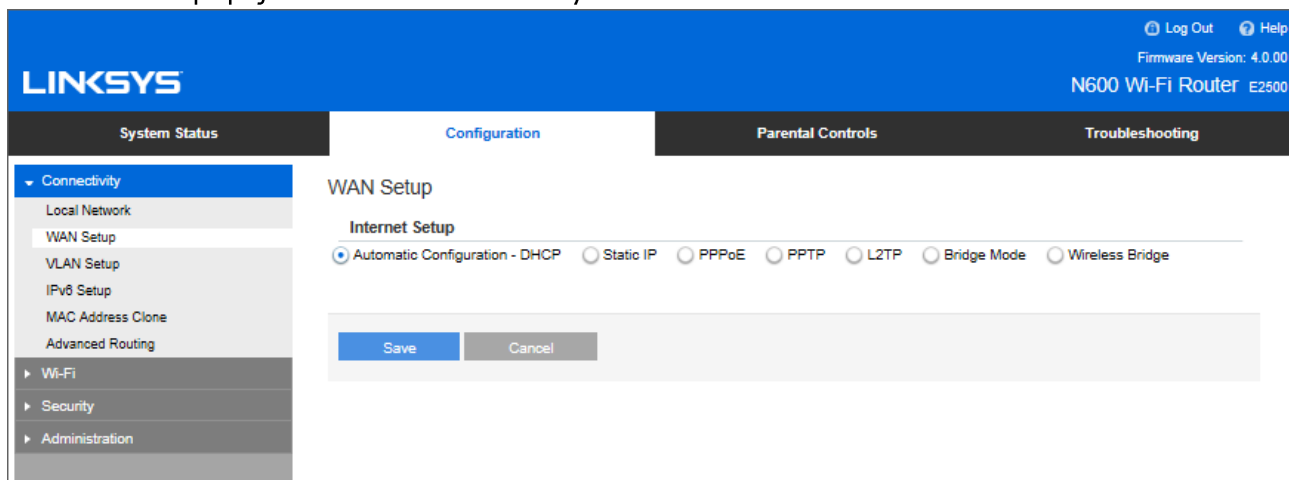 Log Out Help
Firmware Version: 4.0.00
LINKSYS
N600 Wi-Fi Router E2500
System Status Configuration Parental Controls Troubleshooting
Connectivity
Local Network
WAN Setup
VLAN Setup
IPv6 Setup
MAC Address Clone
Advanced Routing
Wi-Fi
Security
Administration
WAN Setup
Internet Setup
Automatic Configuration - DHCP Static IP PPPoE PPTP L2TP Bridge Mode Wireless Bridge
Save Cancel